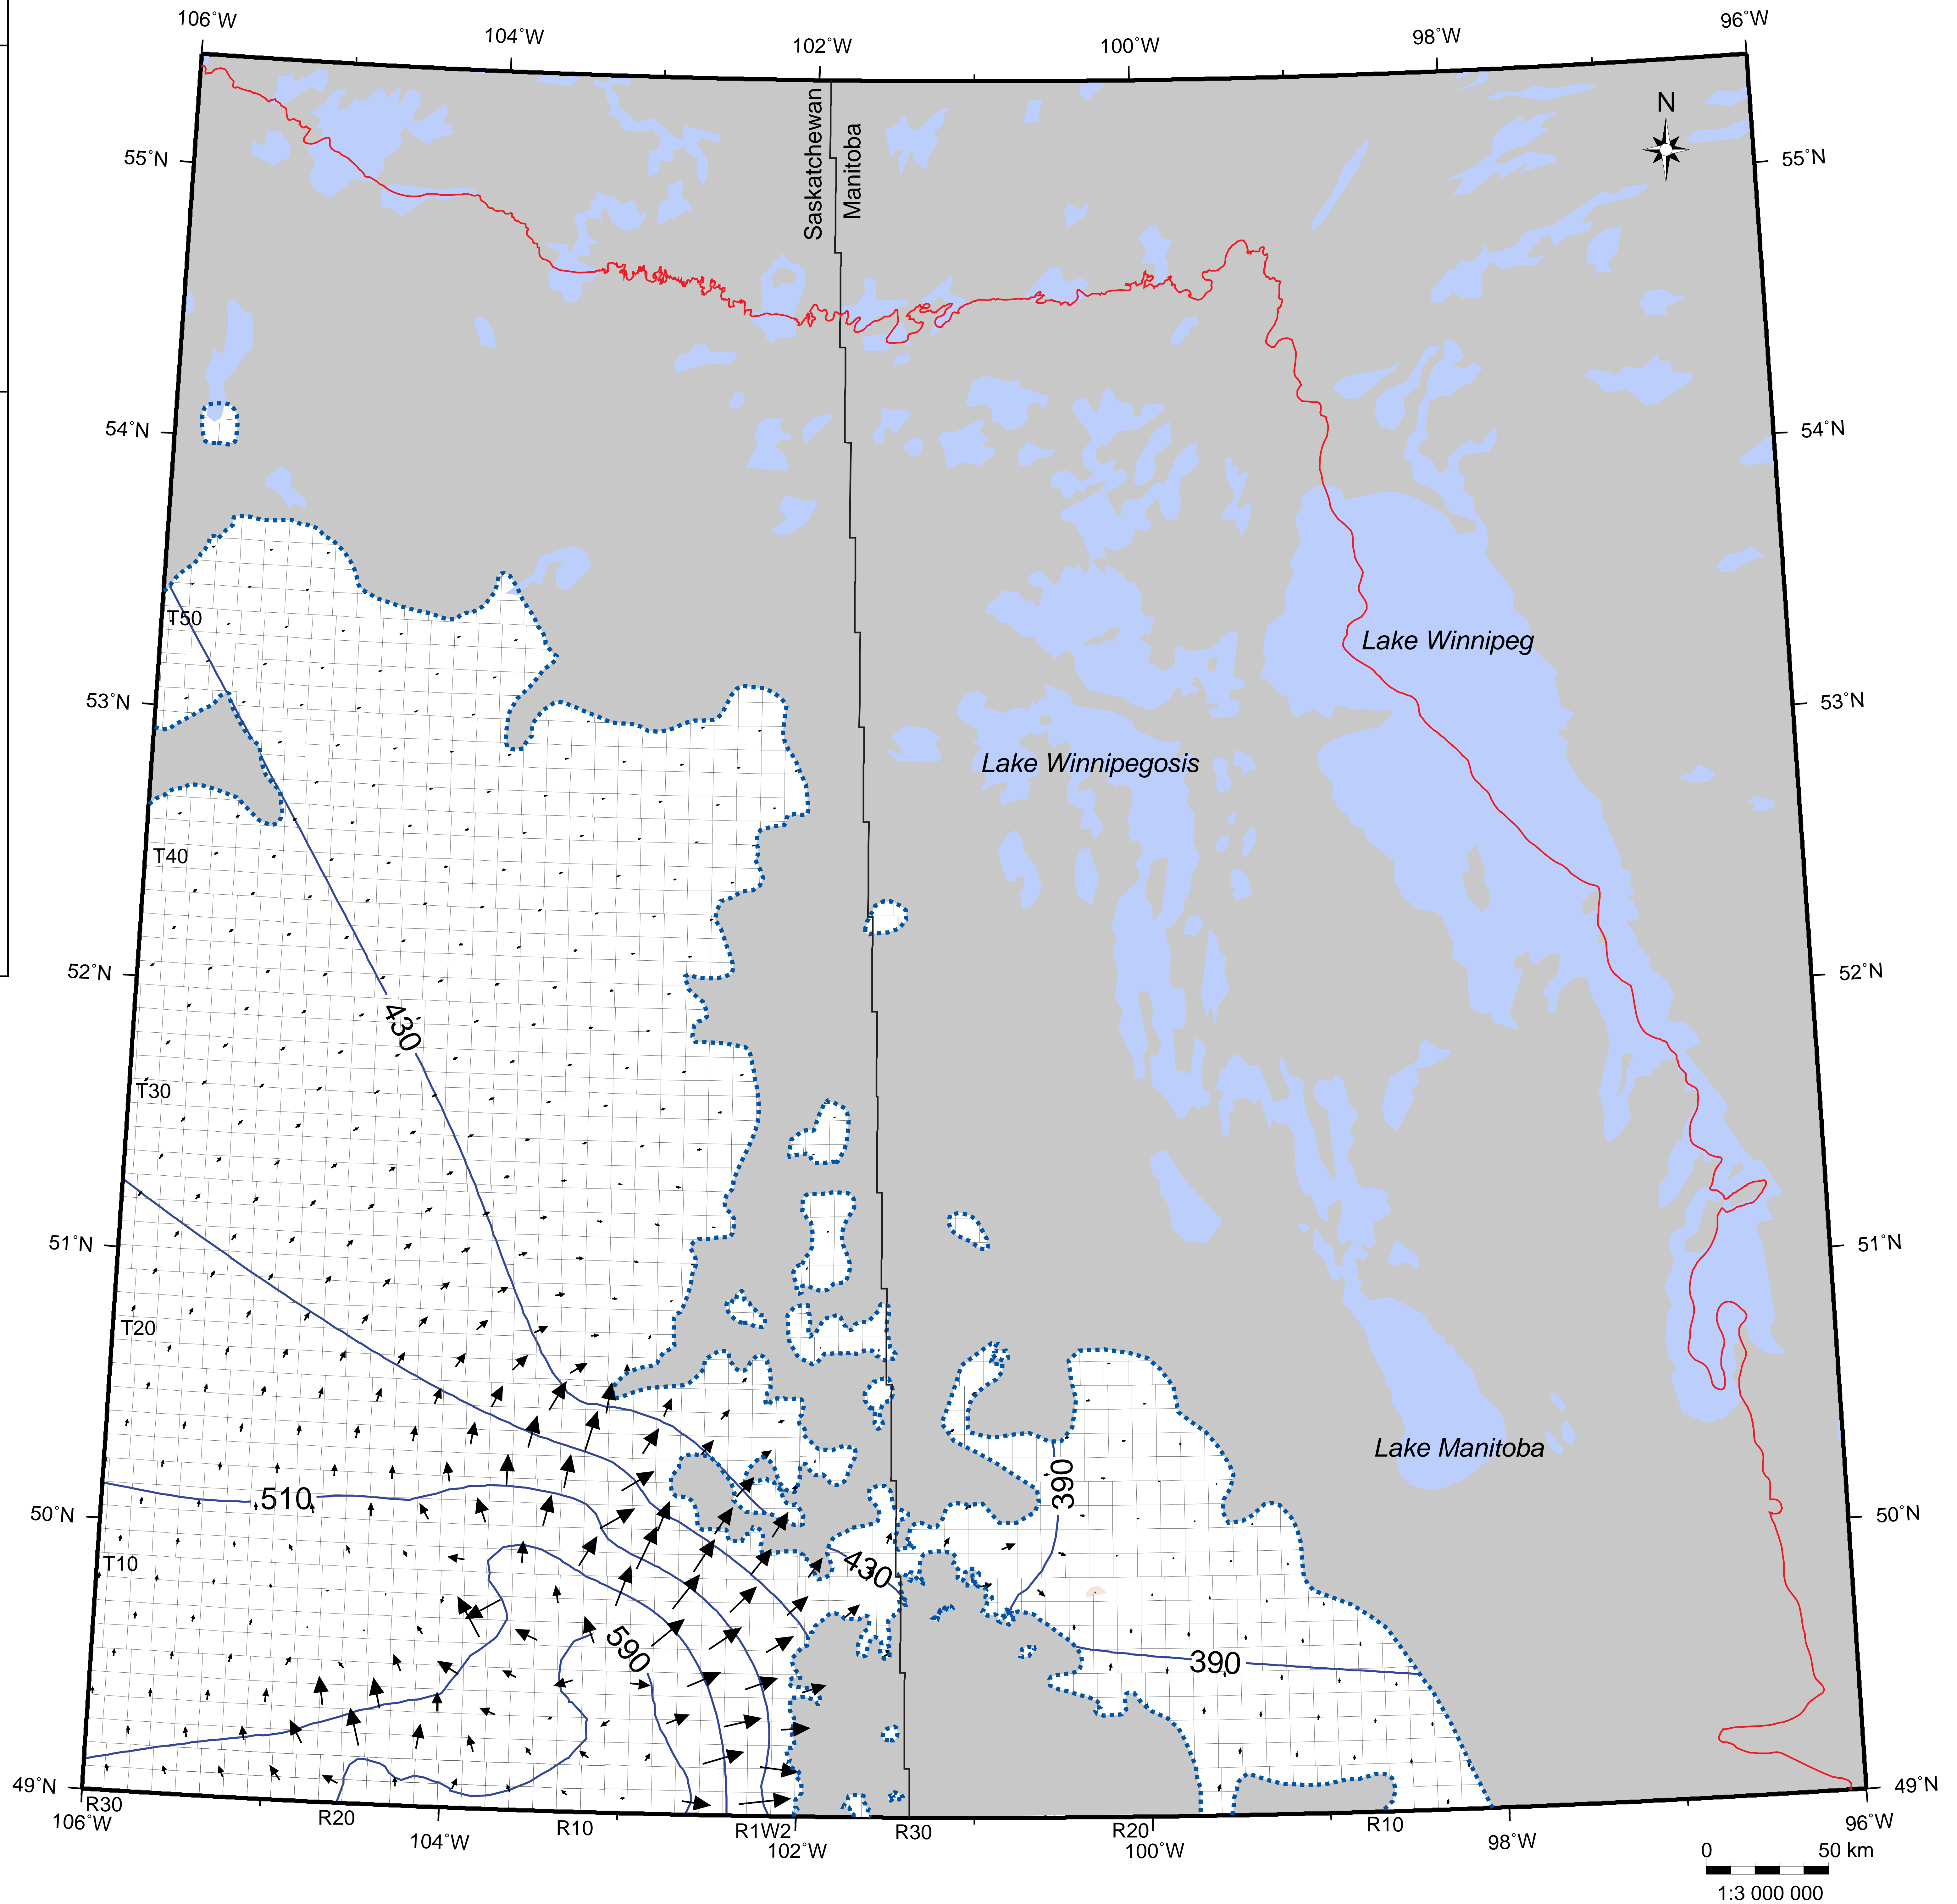 106˚W
104˚W
102˚W
100˚W
98˚W
96˚W
Saskatchewan
Manitoba
N
55˚N
55˚N
54˚N
54˚N
T50
Lake Winnipeg
53˚N
53˚N
Lake Winnipegosis
T40
52˚N
52˚N
430
T30
51˚N
51˚N
T20
Lake Manitoba
390
510
50˚N
50˚N
T10
430
590
390
49˚N
49˚N
R30
R20
R10
R1W2
R30
R20
R10
106˚W
104˚W
102˚W
100˚W
98˚W
96˚W
0 50 km
1:3 000 000